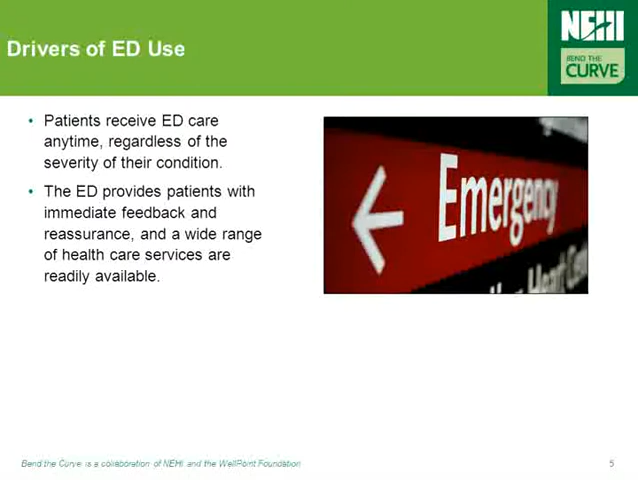 Drivers of ED Use
NEHI
BEND THE
CURVE
• Patients receive ED care
anytime, regardless of the
severity of their condition.
• The ED provides patients with
immediate feedback and
reassurance, and a wide range
of health care services are
readily available.
Emergency
Heart
Bend the Curve is a collaboration of NEHI and the WellPoint Foundation
5